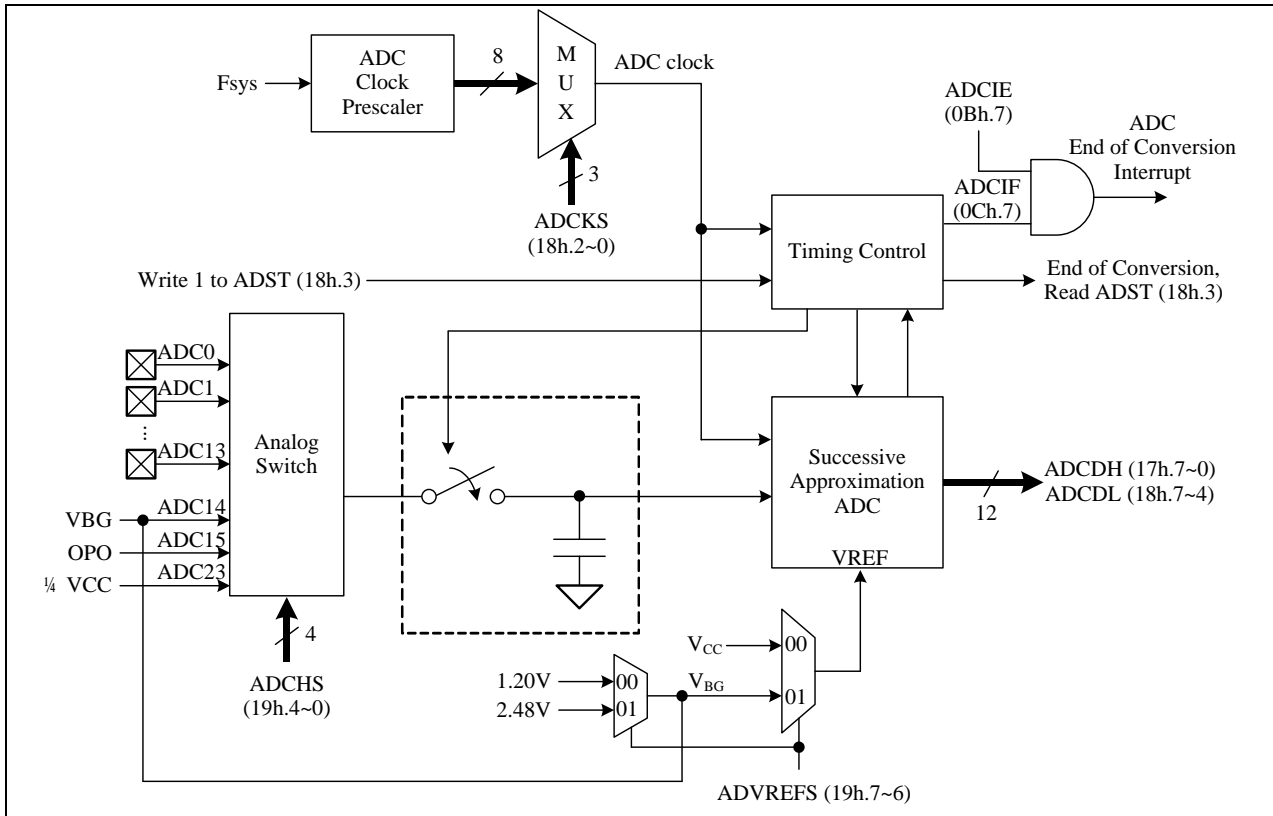 ADC
Clock
Prescaler
Fsys
8
M
U
X
ADC clock
3
ADCKS
(18h.2~0)
ADCIE
(0Bh.7)
ADCIF
(0Ch.7)
ADC
End of Conversion
Interrupt
Timing Control
Write 1 to ADST (18h.3)
End of Conversion,
Read ADST (18h.3)
ADC0
ADC1
...
ADC13
VBG
ADC14
OPO
ADC15
¼ VCC
ADC23
Analog
Switch
4
ADCHS
(19h.4~0)
Successive
Approximation
ADC
VREF
12
ADCDH (17h.7~0)
ADCDL (18h.7~4)
VCC
00
VBG
01
1.20V
00
2.48V
01
ADVREFS (19h.7~6)